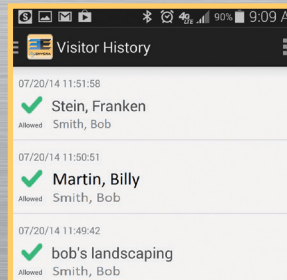 90% 9:09 A
Visitor History
07/20/14 11:51:58
Stein, Franken
Allowed Smith, Bob
07/20/14 11:50:51
Martin, Billy
Allowed Smith, Bob
07/20/14 11:49:42
bob's landscaping
Allowed Smith, Bob